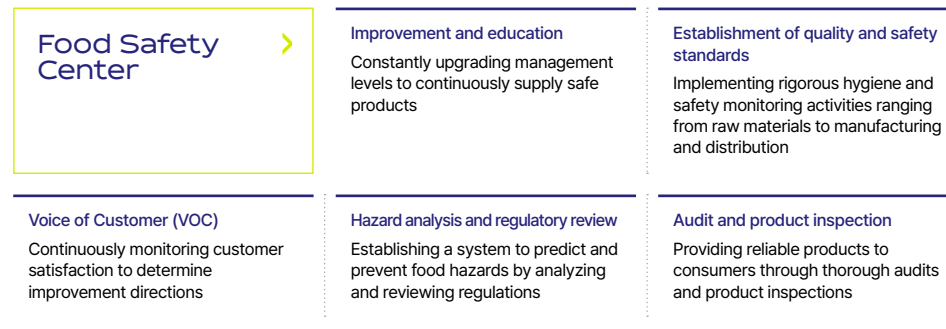 Food Safety
Center
Improvement and education
Constantly upgrading management
levels to continuously supply safe
products
Establishment of quality and safety
standards
Implementing rigorous hygiene and
safety monitoring activities ranging
from raw materials to manufacturing
and distribution
Voice of Customer (VOC)
Continuously monitoring customer
satisfaction to determine
improvement directions
Hazard analysis and regulatory review
Establishing a system to predict and
prevent food hazards by analyzing
and reviewing regulations
Audit and product inspection
Providing reliable products to
consumers through thorough audits
and product inspections